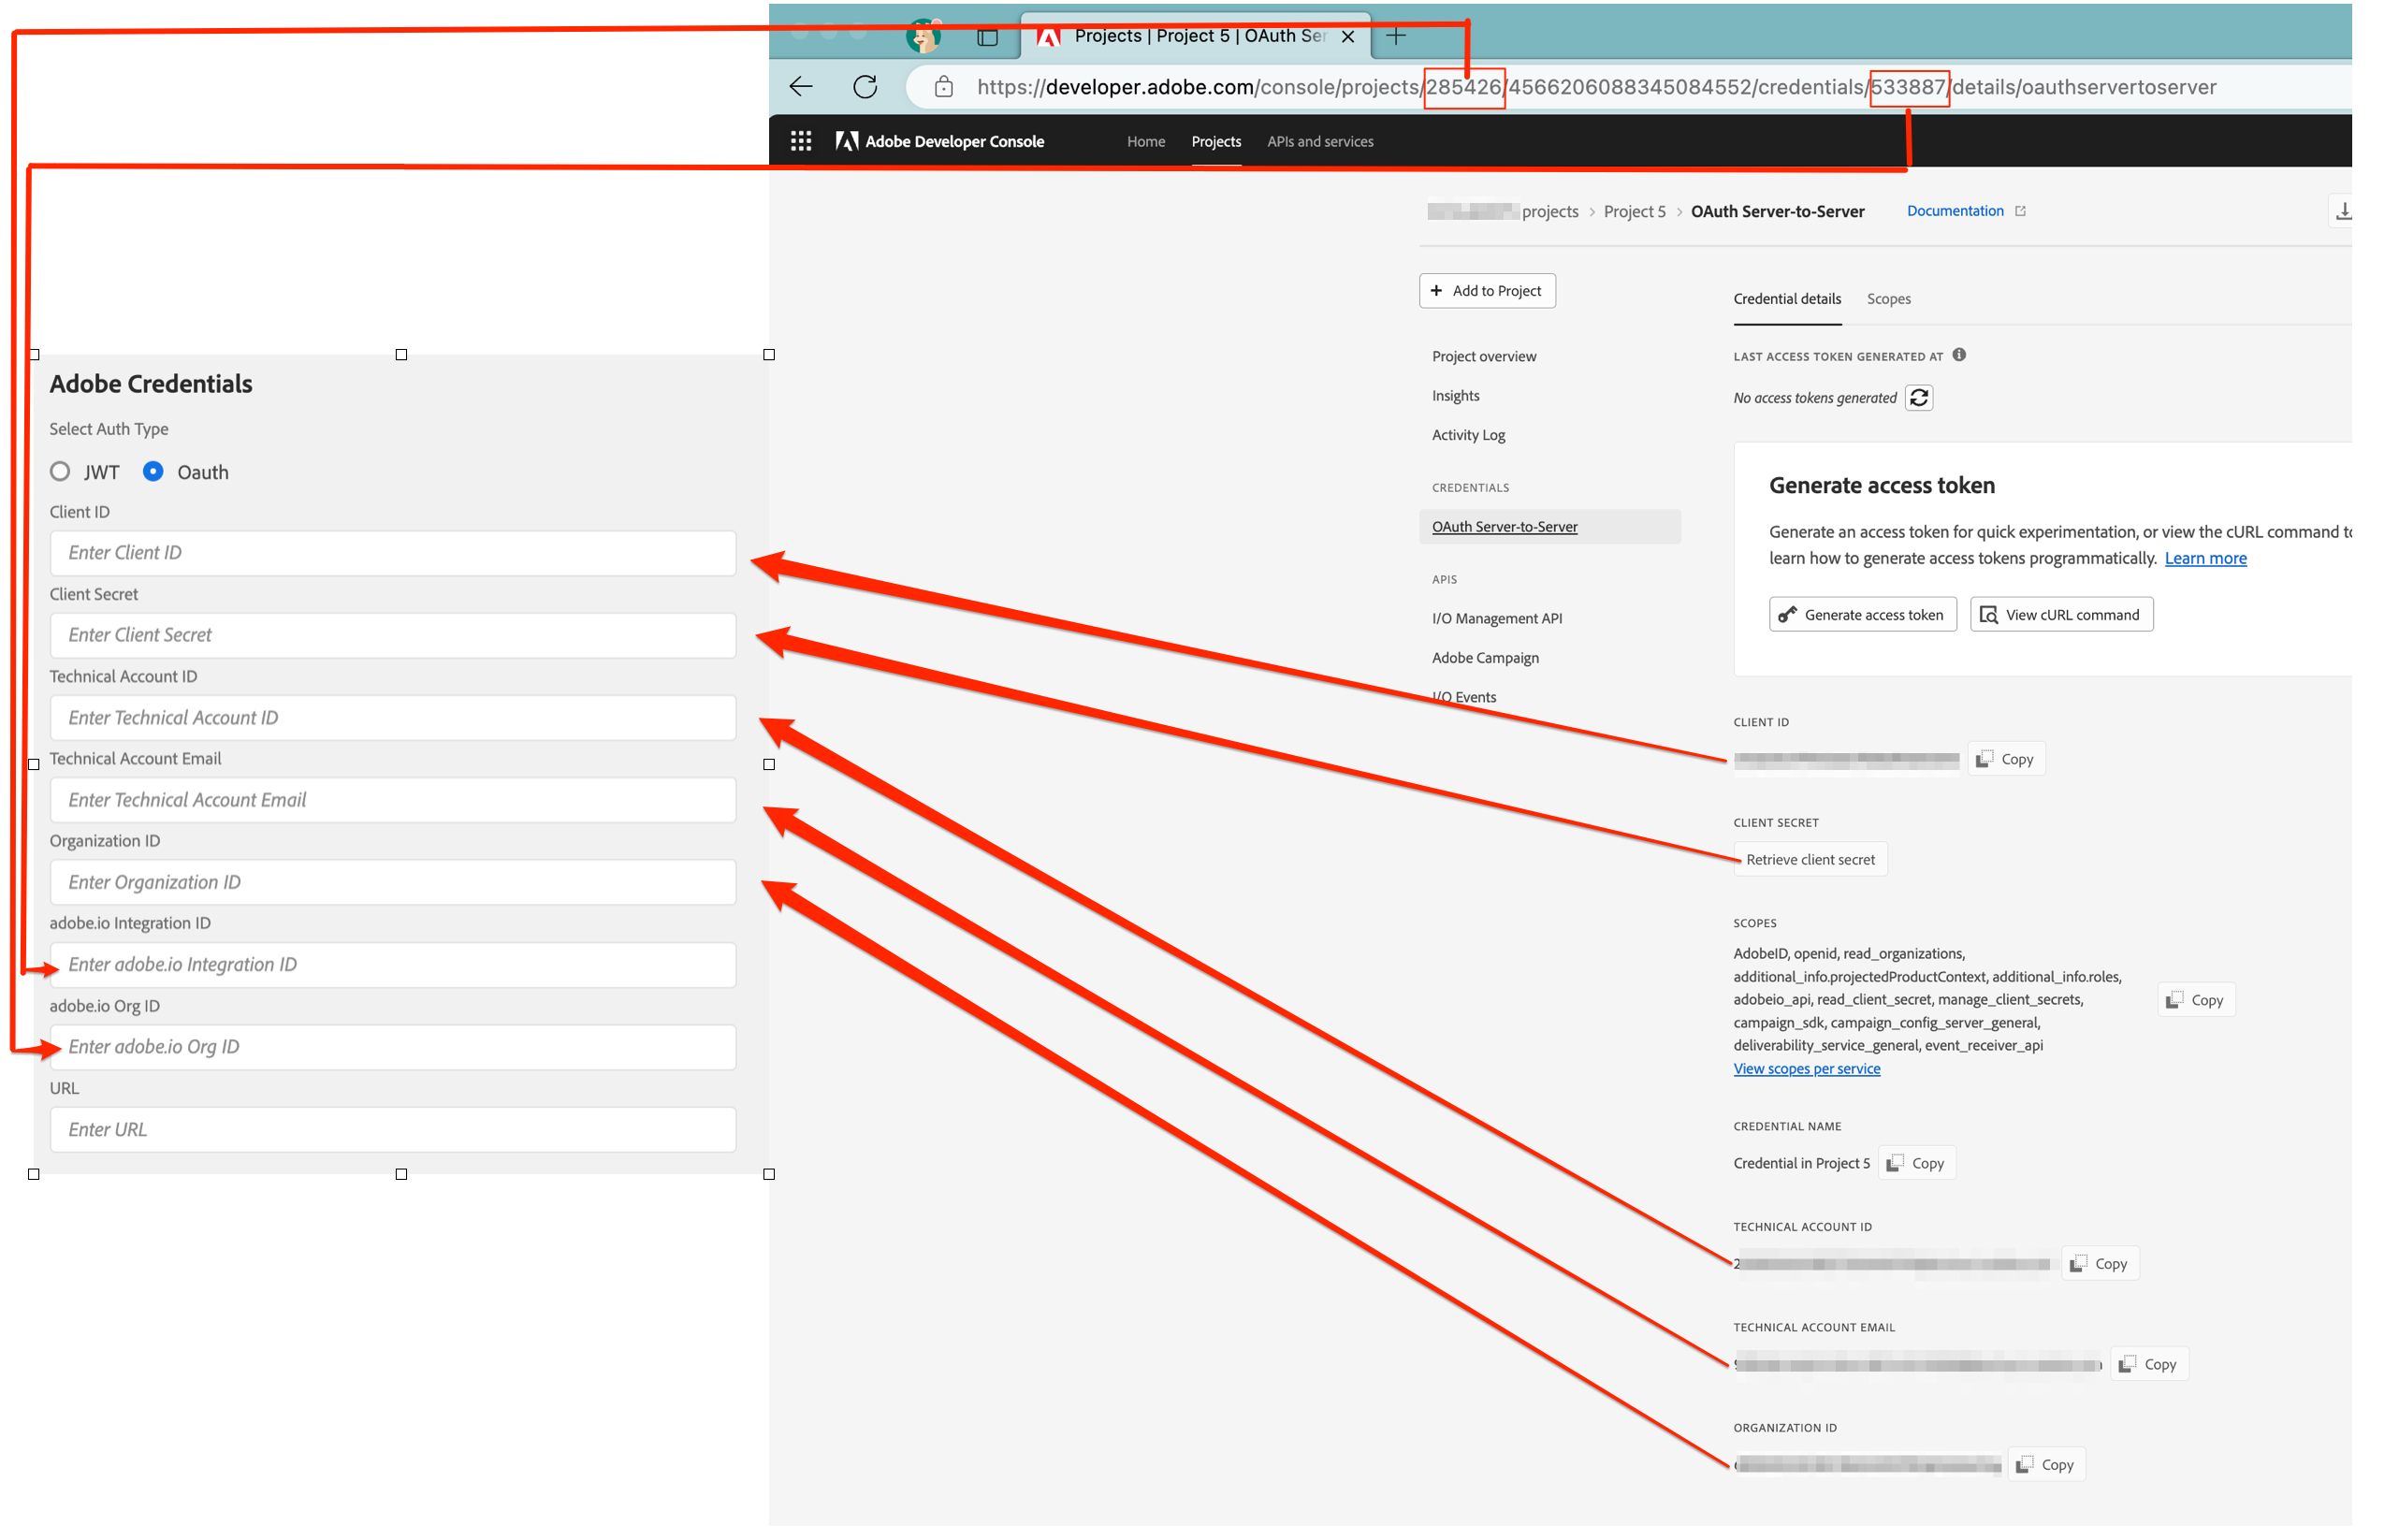 Projects | Project 5 | OAuth Ser
https://developer.adobe.com/console/projects/285426/4566206088345084552/credentials/533887/details/oauthservertoserver
Adobe Developer Console Home Projects APIs and services
projects > Project 5 > OAuth Server-to-Server Documentation
Adobe Credentials
Select Auth Type
JWT Oauth
Client ID
Enter Client ID
Client Secret
Enter Client Secret
Technical Account ID
Enter Technical Account ID
Technical Account Email
Enter Technical Account Email
Organization ID
Enter Organization ID
adobe.io Integration ID
Enter adobe.io Integration ID
adobe.io Org ID
Enter adobe.io Org ID
URL
Enter URL
+ Add to Project
Project overview
Insights
Activity Log
CREDENTIALS
OAuth Server-to-Server
APIS
I/O Management API
Adobe Campaign
I/O Events
Credential details Scopes
LAST ACCESS TOKEN GENERATED AT
No access tokens generated
Generate access token
Generate an access token for quick experimentation, or view the cURL command to
learn how to generate access tokens programmatically. Learn more
Generate access token View cURL command
CLIENT ID
Copy
CLIENT SECRET
Retrieve client secret
SCOPES
AdobeID, openid, read_organizations,
additional_info.projectedProductContext, additional_info.roles,
adobeio_api, read_client_secret, manage_client_secrets,
campaign_sdk, campaign_config_server_general,
deliverability_service_general, event_receiver_api
Copy
View scopes per service
CREDENTIAL NAME
Credential in Project 5 Copy
TECHNICAL ACCOUNT ID
2 Copy
TECHNICAL ACCOUNT EMAIL
Copy
ORGANIZATION ID
Copy